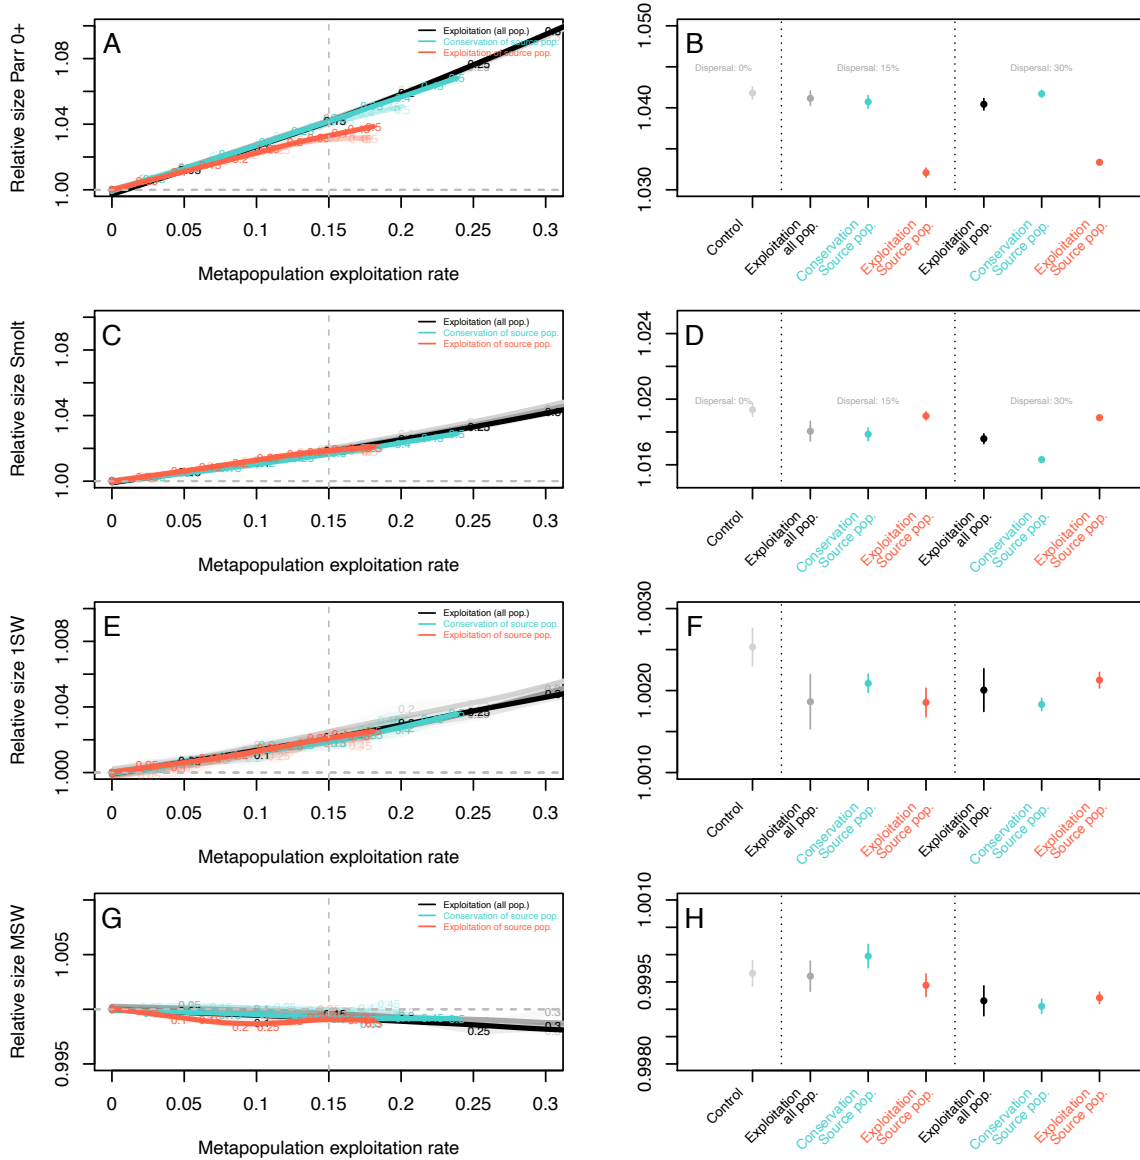 A
Exploitation (all pop.)
Conservation of source pop.
Exploitation of source pop.
Relative size Parr 0+
1.00
1.04
1.08
0
0.05
0.1
0.15
0.2
0.25
0.3
Metapopulation exploitation rate
B
1.030
1.040
1.050
Dispersal: 0%
Dispersal: 15%
Dispersal: 30%
Control
Exploitation
all pop.
Conservation
Source pop.
Exploitation
Source pop.
Exploitation
all pop.
Conservation
Source pop.
Exploitation
Source pop.
C
Exploitation (all pop.)
Conservation of source pop.
Exploitation of source pop.
Relative size Smolt
1.00
1.04
1.08
0
0.05
0.1
0.15
0.2
0.25
0.3
Metapopulation exploitation rate
D
1.016
1.020
1.024
Dispersal: 0%
Dispersal: 15%
Dispersal: 30%
Control
Exploitation
all pop.
Conservation
Source pop.
Exploitation
Source pop.
Exploitation
all pop.
Conservation
Source pop.
Exploitation
Source pop.
E
Exploitation (all pop.)
Conservation of source pop.
Exploitation of source pop.
Relative size 1SW
1.000
1.004
1.008
0
0.05
0.1
0.15
0.2
0.25
0.3
Metapopulation exploitation rate
F
1.0010
1.0020
1.0030
Control
Exploitation
all pop.
Conservation
Source pop.
Exploitation
Source pop.
Exploitation
all pop.
Conservation
Source pop.
Exploitation
Source pop.
G
Exploitation (all pop.)
Conservation of source pop.
Exploitation of source pop.
Relative size MSW
0.995
1.005
0
0.05
0.1
0.15
0.2
0.25
0.3
Metapopulation exploitation rate
H
0.9980
0.9995
1.0010
Control
Exploitation
all pop.
Conservation
Source pop.
Exploitation
Source pop.
Exploitation
all pop.
Conservation
Source pop.
Exploitation
Source pop.